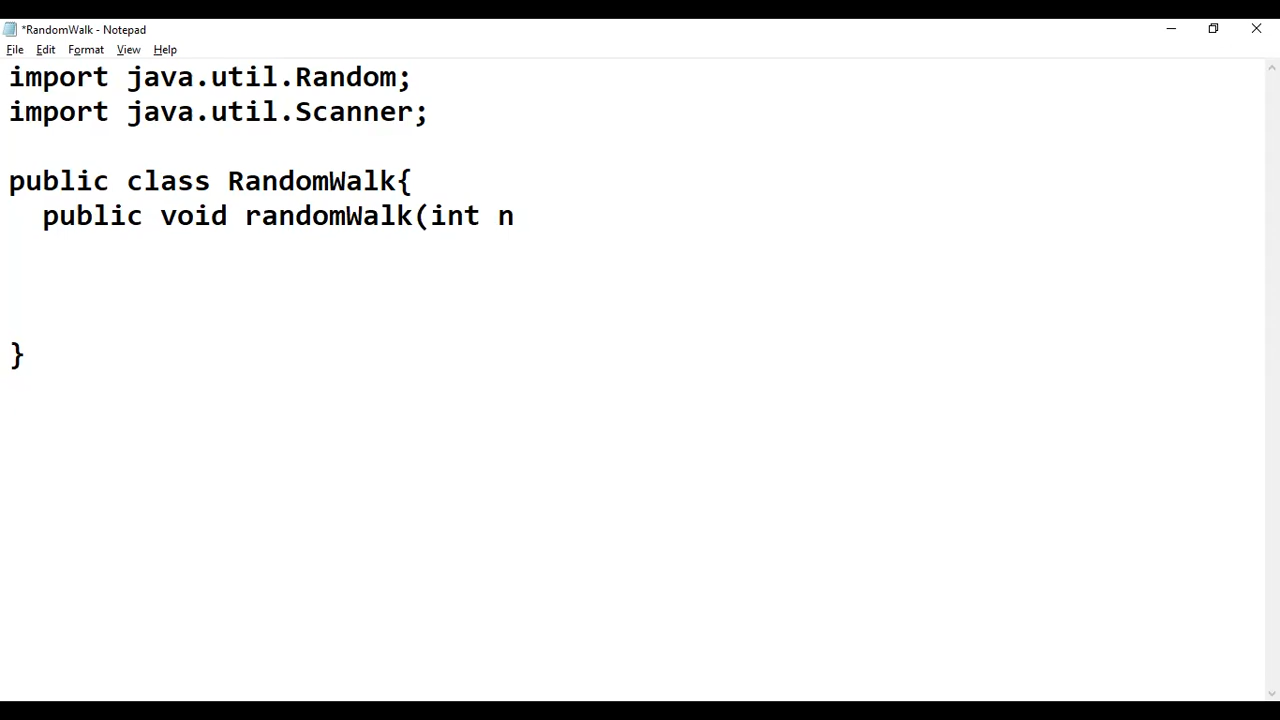 *RandomWalk - Notepad
File Edit Format View Help
import java.util.Random;
import java.util.Scanner;
public class RandomWalk{
public void randomWalk(int n
}